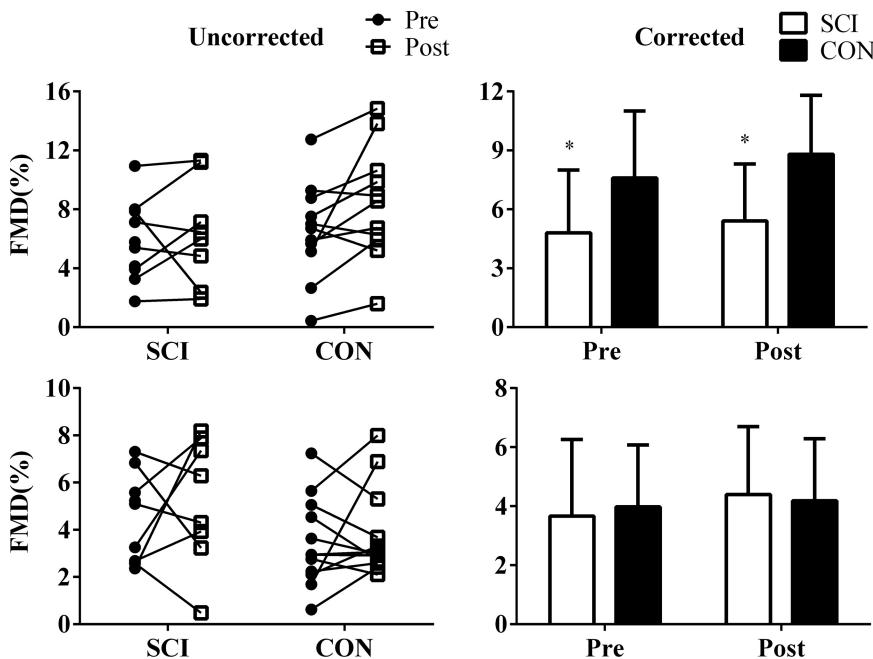 Uncorrected
Pre
Post
Corrected
SCI
CON
FMD(%)
16
12
8
4
0
SCI CON
12
9
6
3
0
* *
Pre Post
FMD(%)
10
8
6
4
2
0
SCI CON
8
6
4
2
0
Pre Post